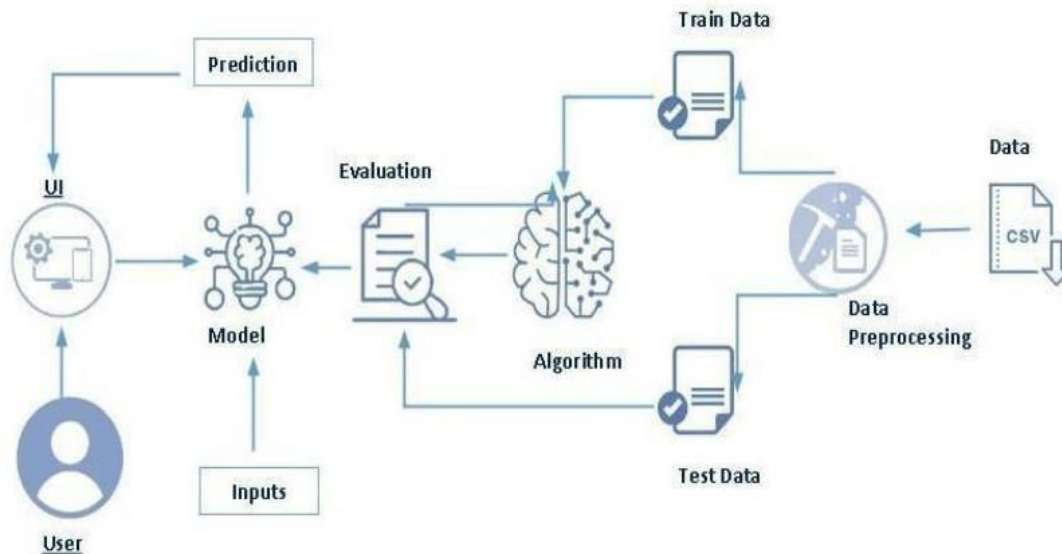 Train Data
Prediction
Data
Evaluation
UI
CSV
Data
Preprocessing
Model
Algorithm
Test Data
Inputs
User